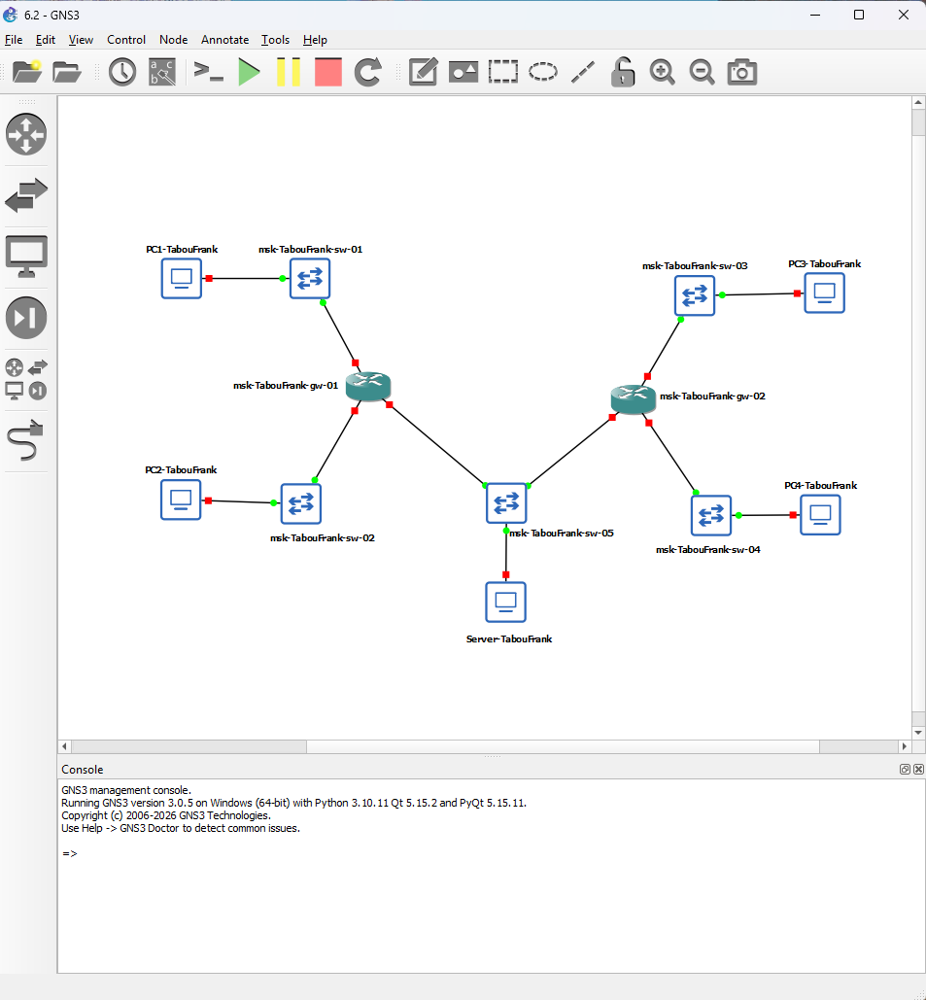 6.2 - GNS3
File Edit View Control Node Annotate Tools Help
PC1-TabouFrank
msk-TabouFrank-sw-01
msk-TabouFrank-sw-03
PC3-TabouFrank
msk-TabouFrank-gw-01
msk-TabouFrank-gw-02
PC2-TabouFrank
PC4-TabouFrank
msk-TabouFrank-sw-05
msk-TabouFrank-sw-02
msk-TabouFrank-sw-04
Server-TabouFrank
Console
GNS3 management console.
Running GNS3 version 3.0.5 on Windows (64-bit) with Python 3.10.11 Qt 5.15.2 and PyQt 5.15.11.
Copyright (c) 2006-2026 GNS3 Technologies.
Use Help -> GNS3 Doctor to detect common issues.
=>